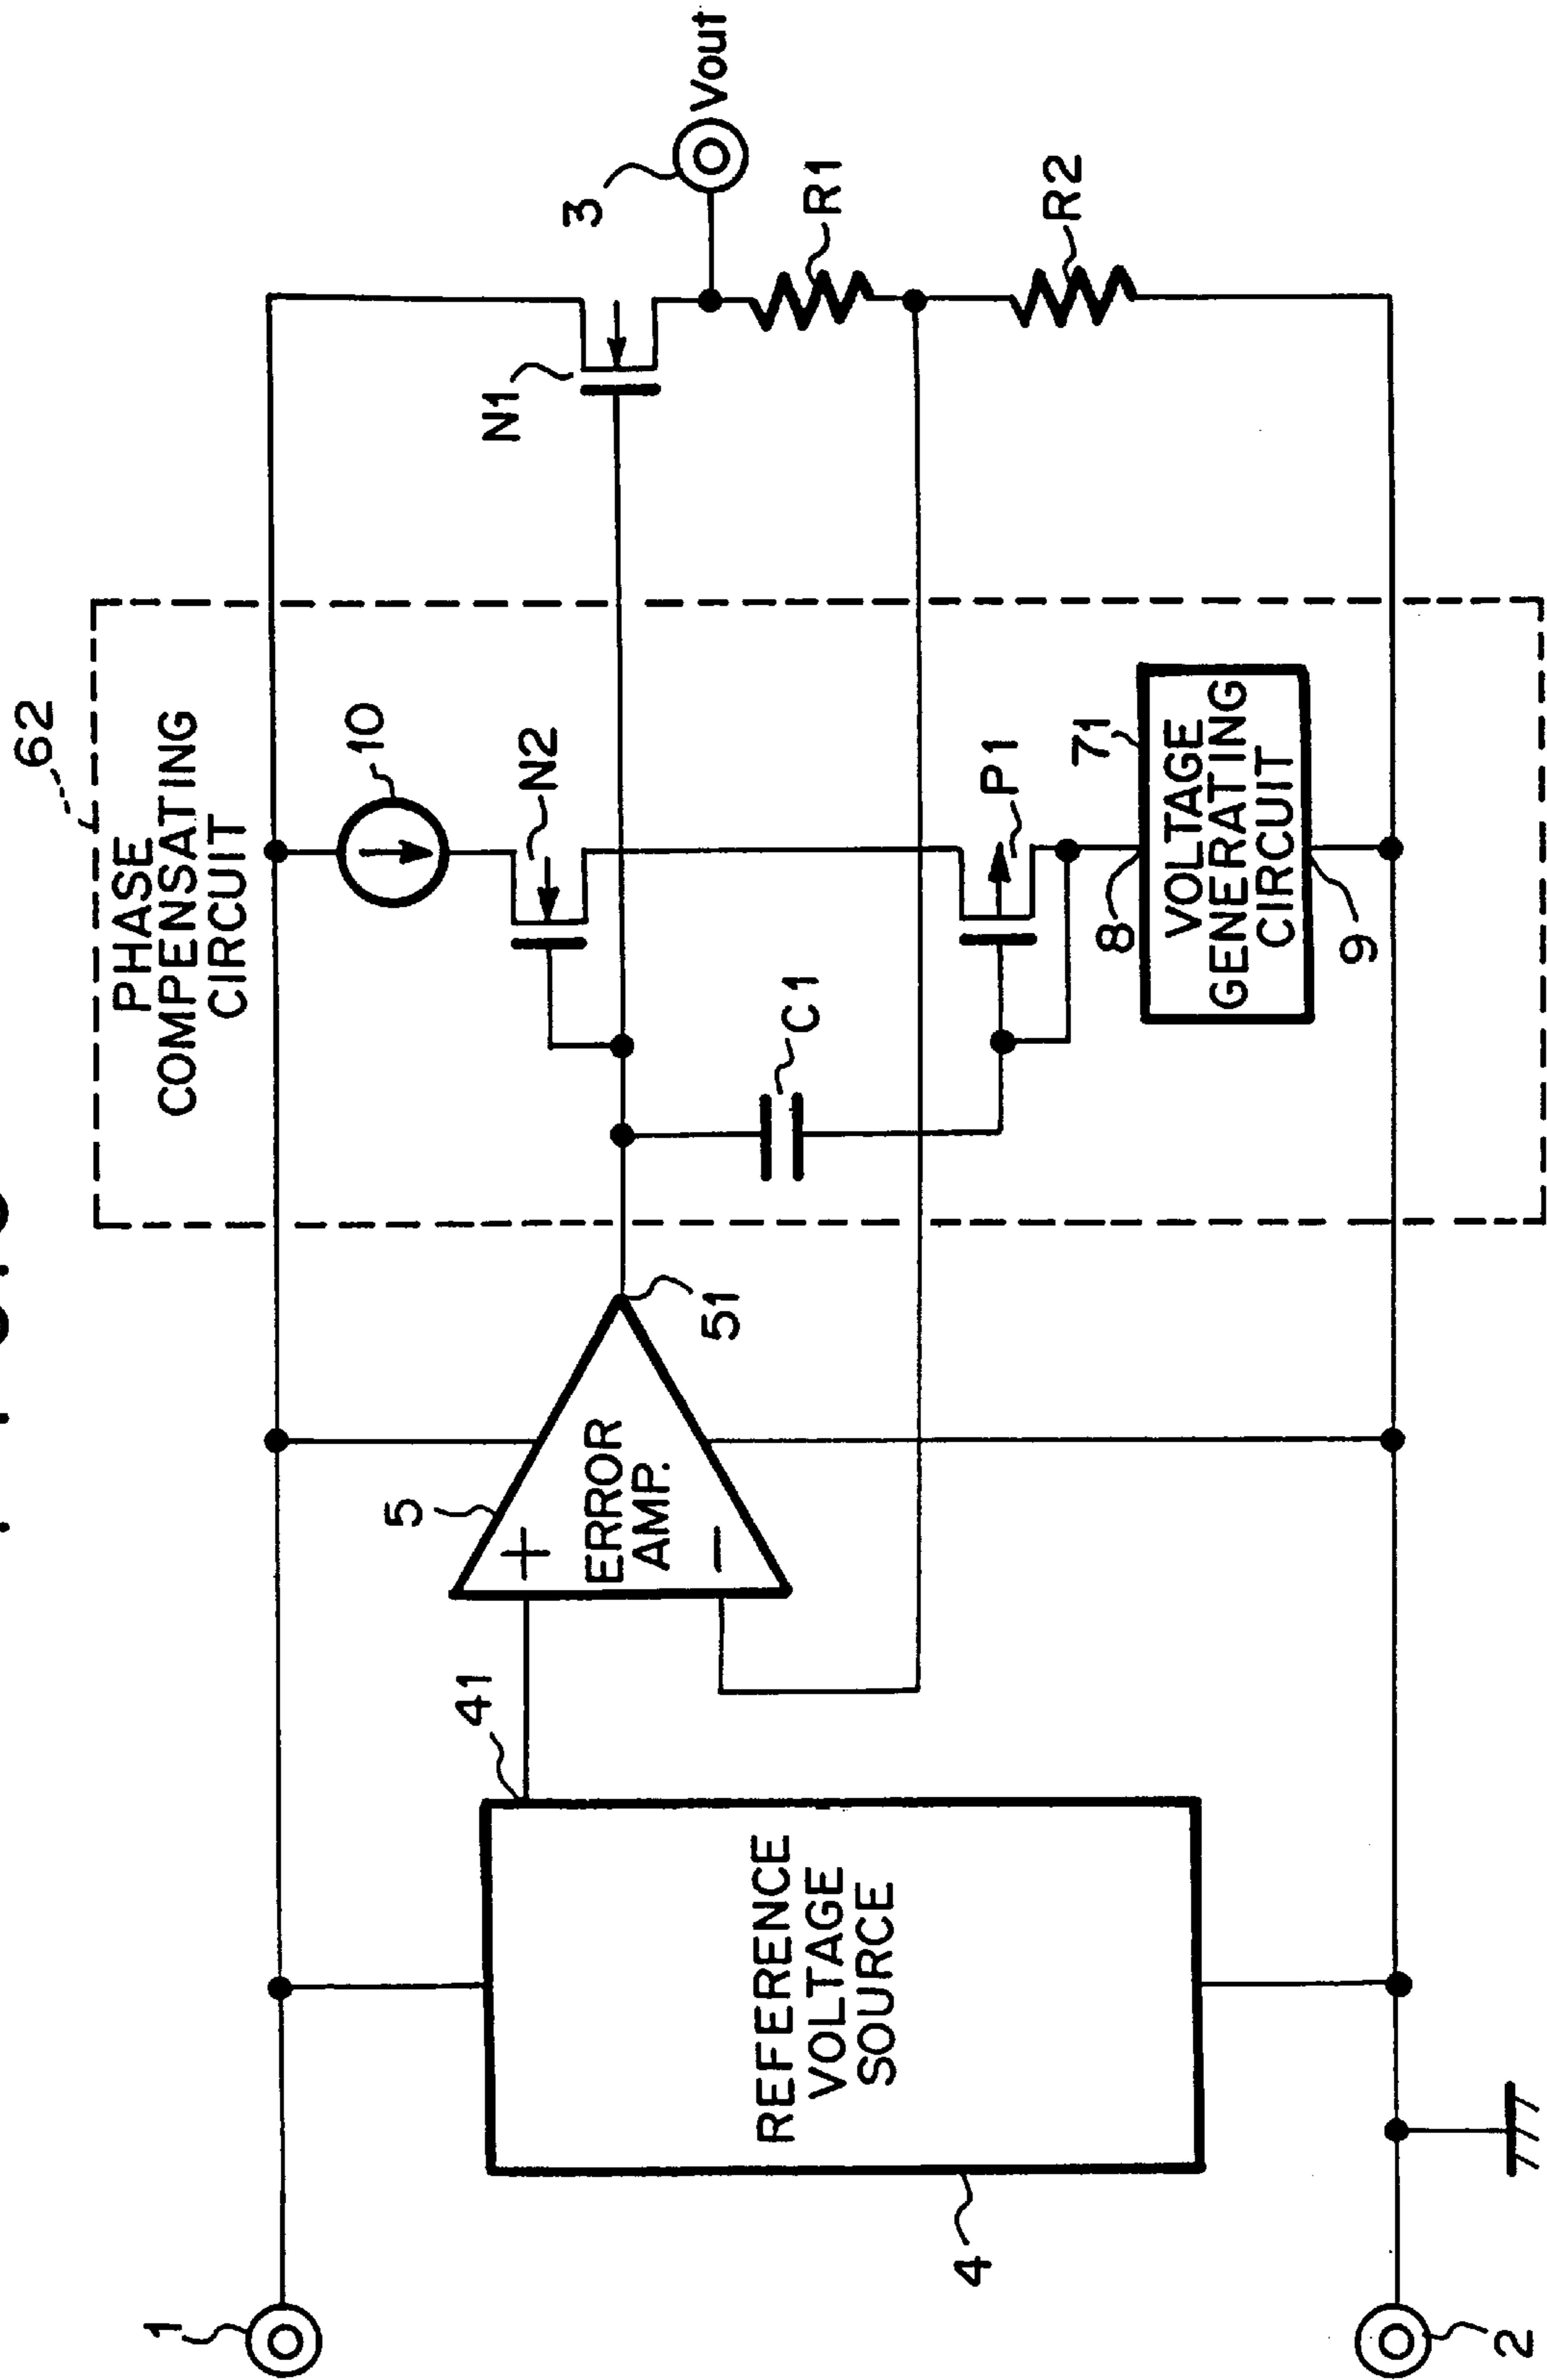 62
PHASE
COMPENSATING
CIRCUIT
1
41
5
+
ERROR
AMP.
−
51
10
N2
N1
3
Vout
C1
P1
R1
R2
71
8
VOLTAGE
GENERATING
CIRCUIT
9
REFERENCE
VOLTAGE
SOURCE
4
2